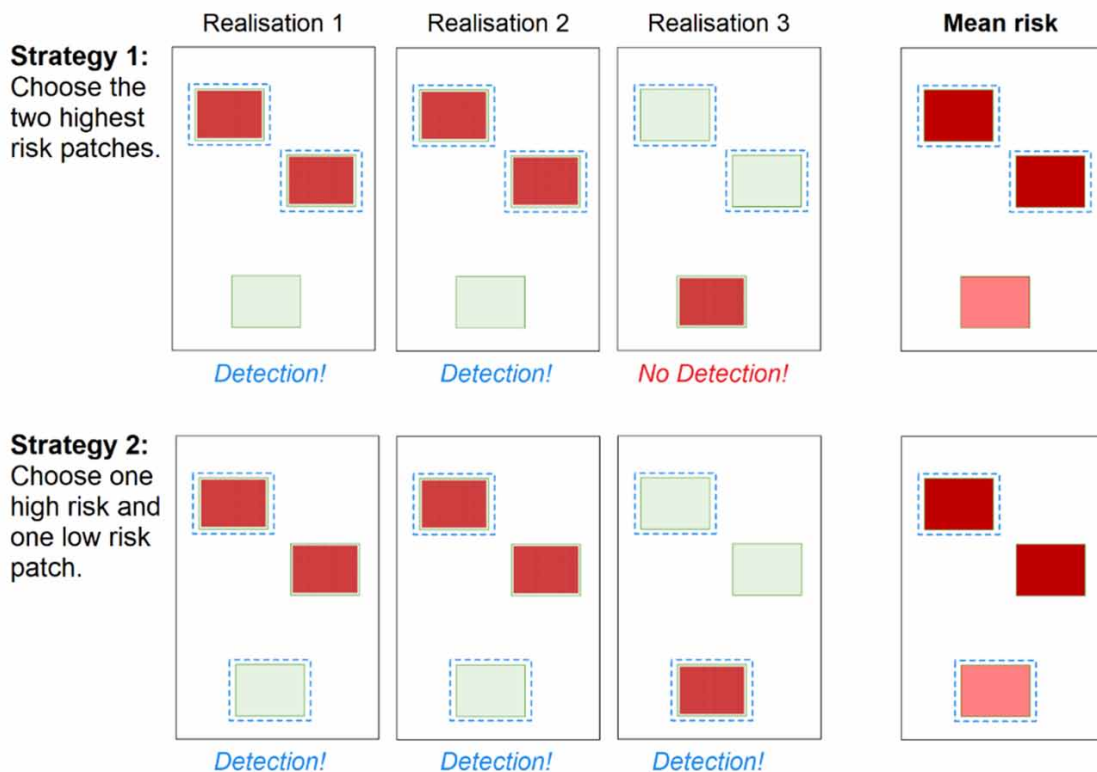 Realisation 1
Realisation 2
Realisation 3
Mean risk
Strategy 1:
Choose the
two highest
risk patches.
Detection!
Detection!
No Detection!
Strategy 2:
Choose one
high risk and
one low risk
patch.
Detection!
Detection!
Detection!